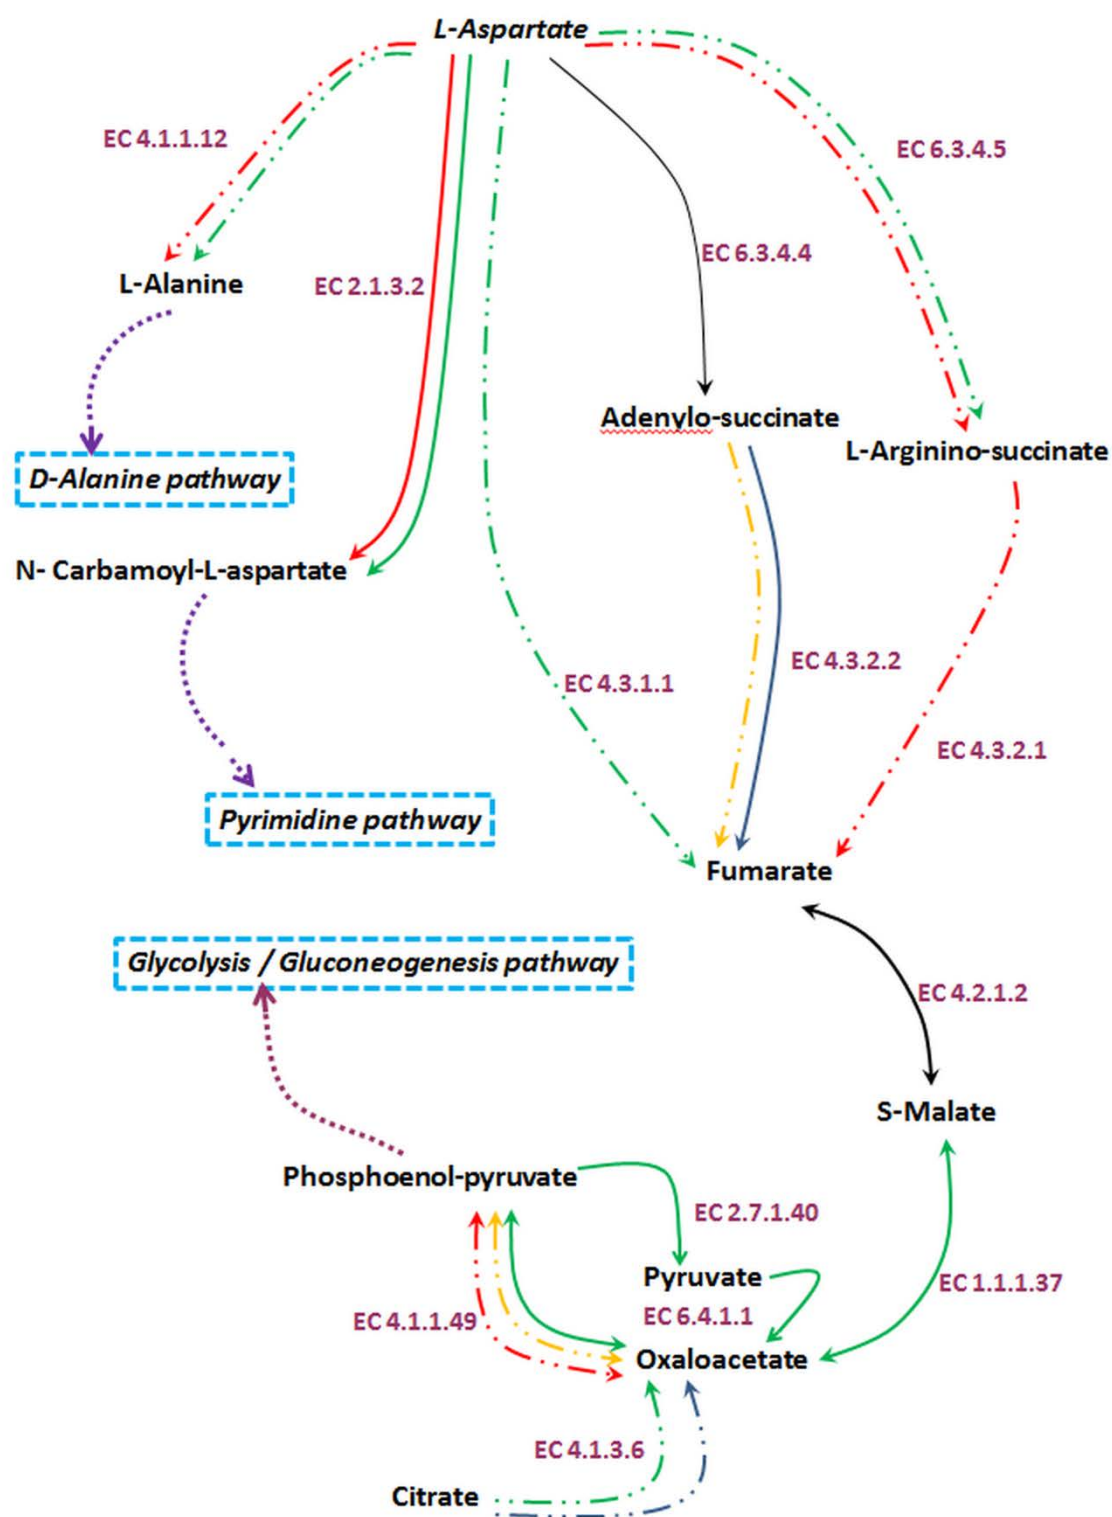 L-Aspartate
EC 4.1.1.12
EC 6.3.4.5
EC 6.3.4.4
L-Alanine
EC 2.1.3.2
Adenylo-succinate
L-Arginino-succinate
D-Alanine pathway
N- Carbamoyl-L-aspartate
EC 4.3.2.2
EC 4.3.1.1
EC 4.3.2.1
Pyrimidine pathway
Fumarate
Glycolysis / Gluconeogenesis pathway
EC 4.2.1.2
S-Malate
Phosphoenol-pyruvate
EC 2.7.1.40
Pyruvate
EC 1.1.1.37
EC 6.4.1.1
EC 4.1.1.49
Oxaloacetate
EC 4.1.3.6
Citrate